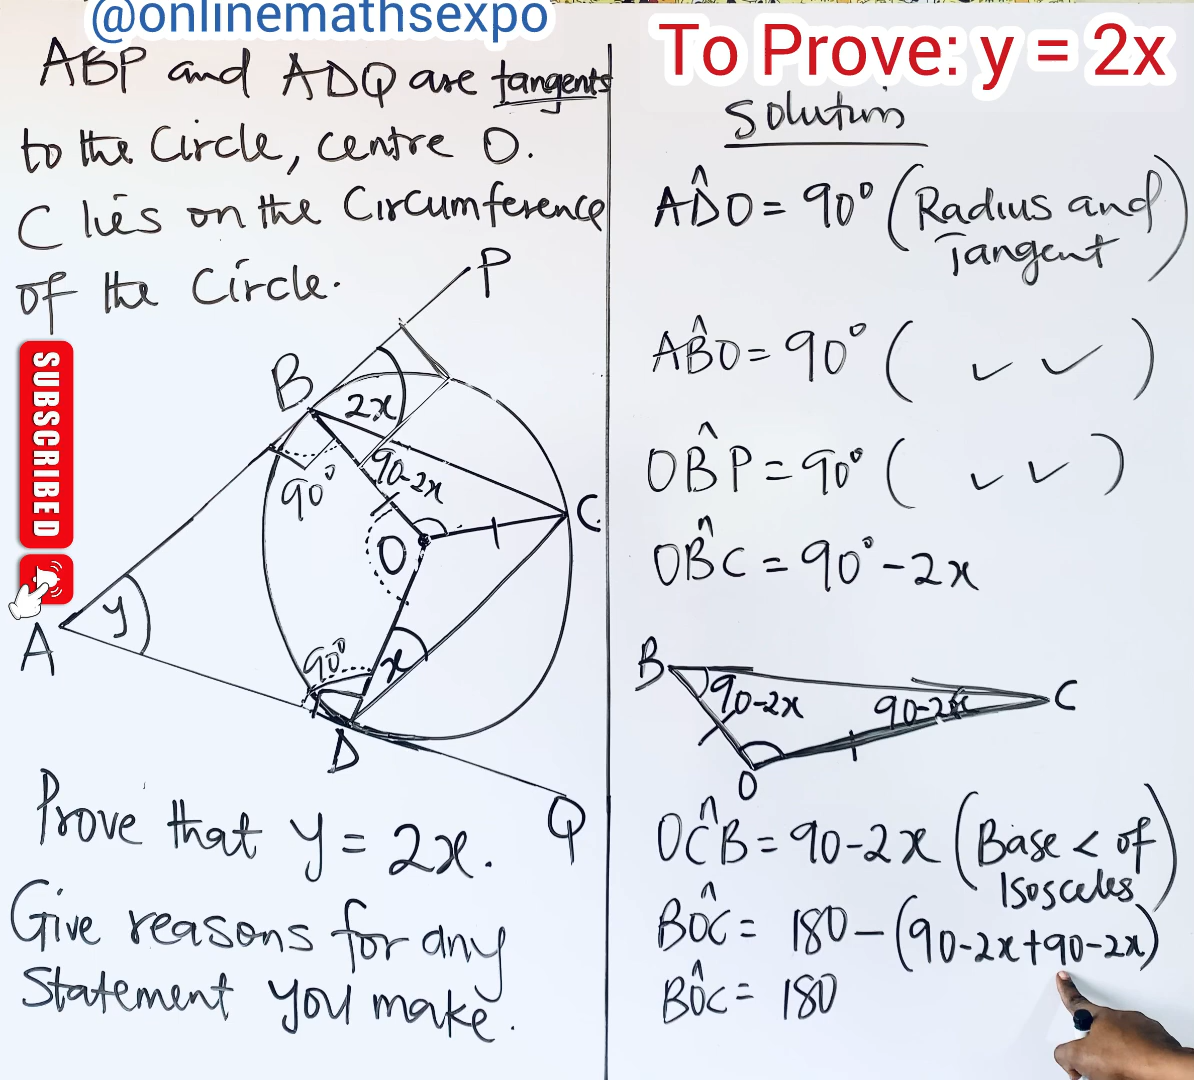 @onlinemathsexpo
ABP and ADQ are tangents
to the Circle, centre O.
C lies on the Circumference
of the Circle.
P
B
2x
90-2x
90°
C
O
SUBSCRIBED
A
y
90°
x
D
Q
Prove that y = 2x.
Give reasons for any
Statement you make.
To Prove: y = 2x
Solutions
AD̂O = 90° (Radius and
Tangent)
AB̂O = 90° ( ✓ ✓ )
OB̂P = 90° ( ✓ ✓ )
OB̂C = 90° - 2x
B
90-2x
90-2x
C
O
OĈB = 90-2x (Base < of
Isosceles)
BÔC = 180 - (90-2x+90-2x)
BÔC = 180